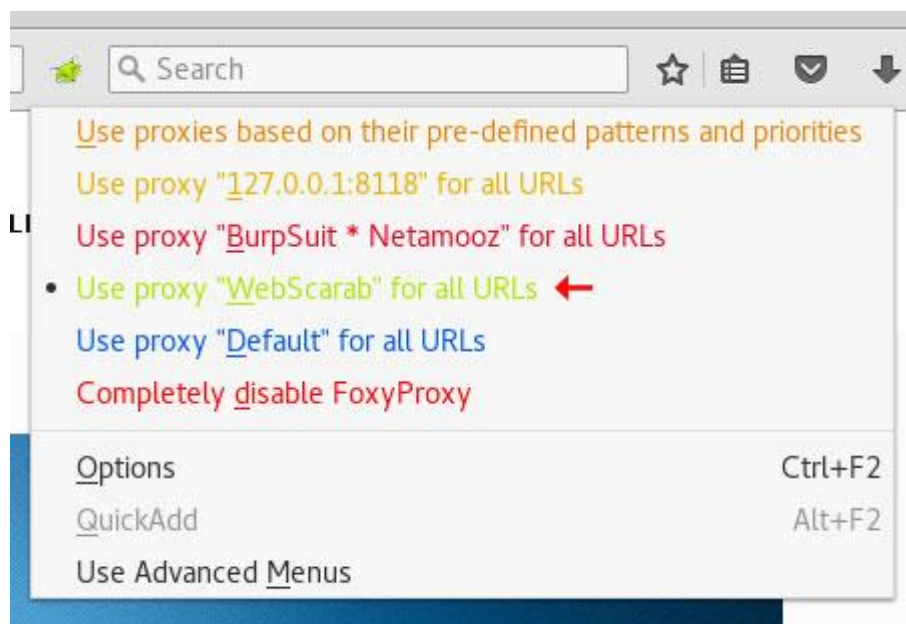 Search
Use proxies based on their pre-defined patterns and priorities
Use proxy "127.0.0.1:8118" for all URLs
Use proxy "BurpSuit * Netamooz" for all URLs
Use proxy "WebScarab" for all URLs
Use proxy "Default" for all URLs
Completely disable FoxyProxy
Options Ctrl+F2
QuickAdd Alt+F2
Use Advanced Menus